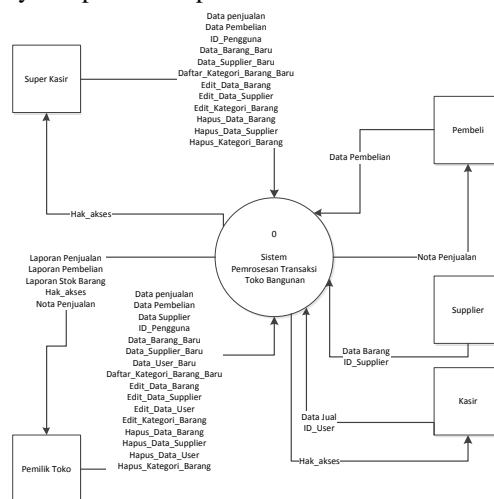 Data penjualan
Data Pembelian
ID_Pengguna
Data_Barang_Baru
Data_Supplier_Baru
Daftar_Kategori_Barang_Baru
Edit_Data_Barang
Edit_Data_Supplier
Edit_Kategori_Barang
Hapus_Data_Barang
Hapus_Data_Supplier
Hapus_Kategori_Barang
Super Kasir
Pembeli
Data Pembelian
Hak_akses
0
Sistem
Pemrosesan Transaksi
Toko Bangunan
Nota Penjualan
Laporan Penjualan
Laporan Pembelian
Laporan Stok Barang
Hak_akses
Nota Penjualan
Data penjualan
Data Pembelian
Data Supplier
ID_Pengguna
Data_Barang_Baru
Data_Supplier_Baru
Data_User_Baru
Daftar_Kategori_Barang_Baru
Edit_Data_Barang
Edit_Data_Supplier
Edit_Data_User
Edit_Kategori_Barang
Hapus_Data_Barang
Hapus_Data_Supplier
Hapus_Data_User
Hapus_Kategori_Barang
Supplier
Data Barang
ID_Supplier
Kasir
Data Jual
ID_User
Hak_akses
Pemilik Toko